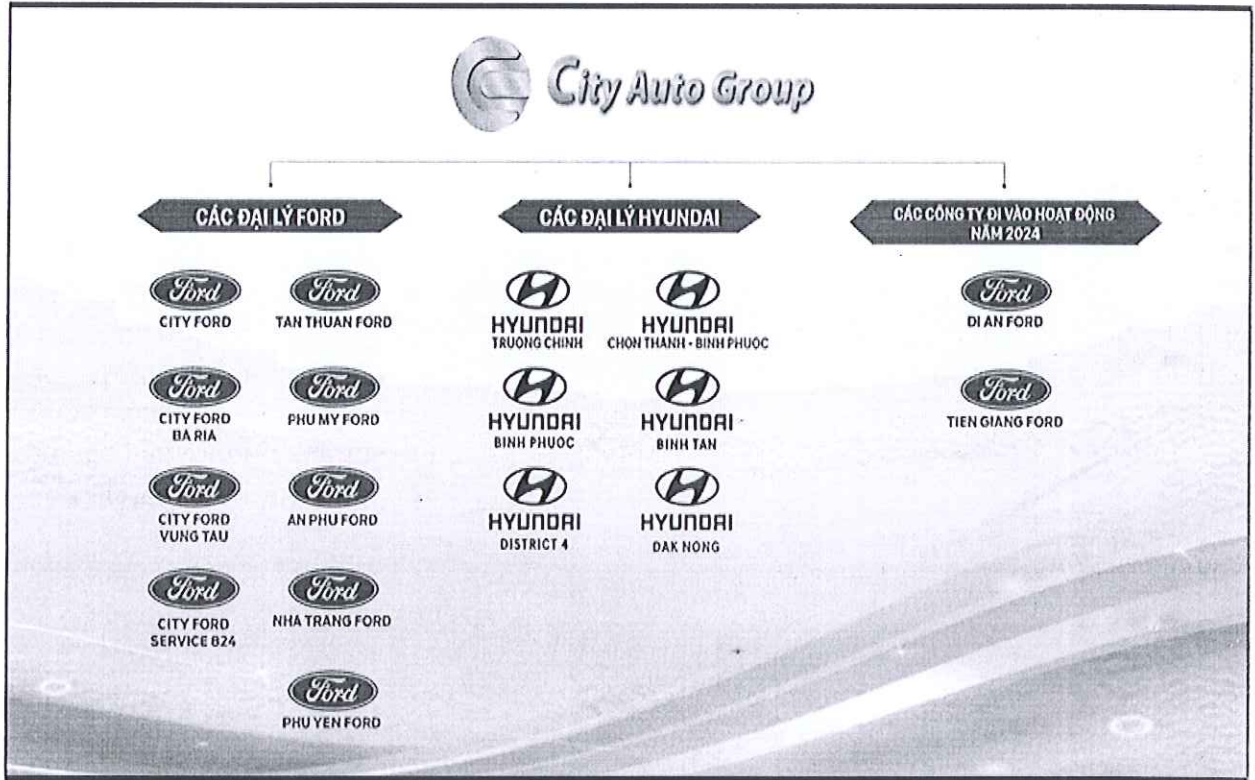 City Auto Group
CÁC ĐẠI LÝ FORD
Ford
CITY FORD
Ford
TAN THUAN FORD
Ford
CITY FORD
BA RIA
Ford
PHU MY FORD
Ford
CITY FORD
VUNG TAU
Ford
AN PHU FORD
Ford
CITY FORD
SERVICE 824
Ford
NHA TRANG FORD
Ford
PHU YEN FORD
CÁC ĐẠI LÝ HYUNDAI
HYUNDAI
TRUONG CHINH
HYUNDAI
CHON THANH - BINH PHUOC
HYUNDAI
BINH PHUOC
HYUNDAI
BINH TAN
HYUNDAI
DISTRICT 4
HYUNDAI
DAK NONG
CÁC CÔNG TY ĐI VÀO HOẠT ĐỘNG
NĂM 2024
Ford
DI AN FORD
Ford
TIEN GIANG FORD